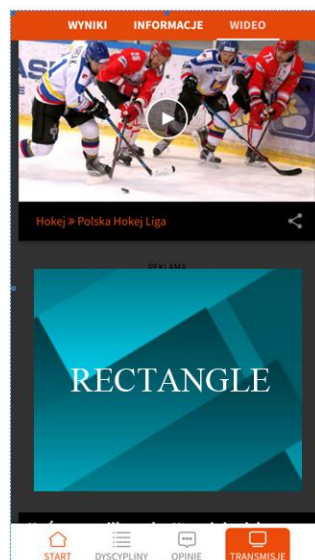 WYNIKI INFORMACJE WIDEO
Hokej » Polska Hokej Liga
REKLAMA
RECTANGLE
START DYSCYPLINY OPINIE TRANSMISJE